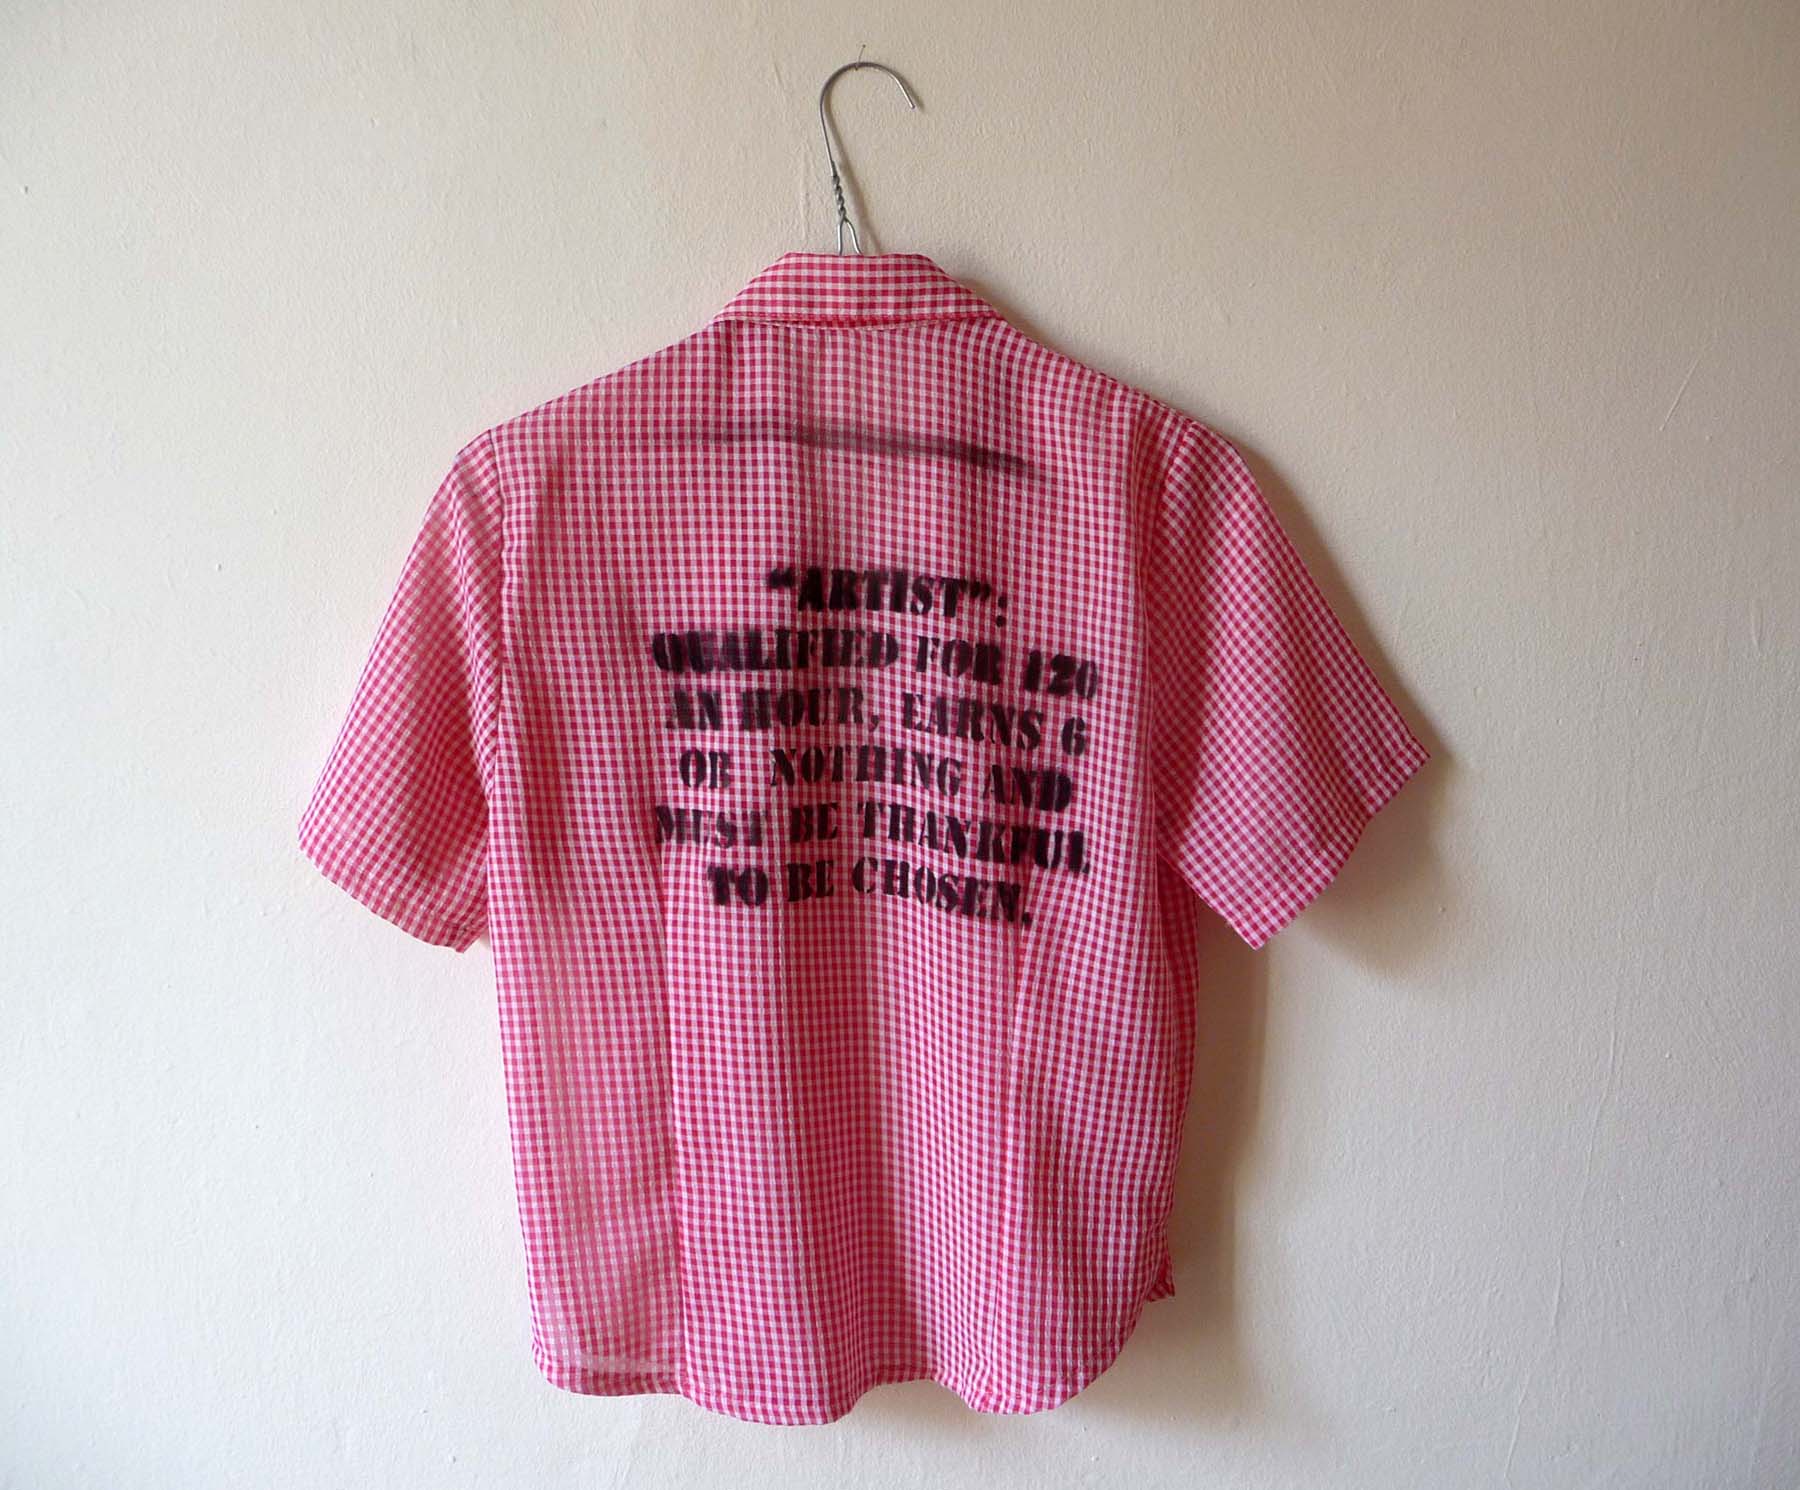 “ARTIST”:
QUALIFIED FOR 120
AN HOUR, EARNS 6
OR NOTHING AND
MUST BE THANKFUL
TO BE CHOSEN.